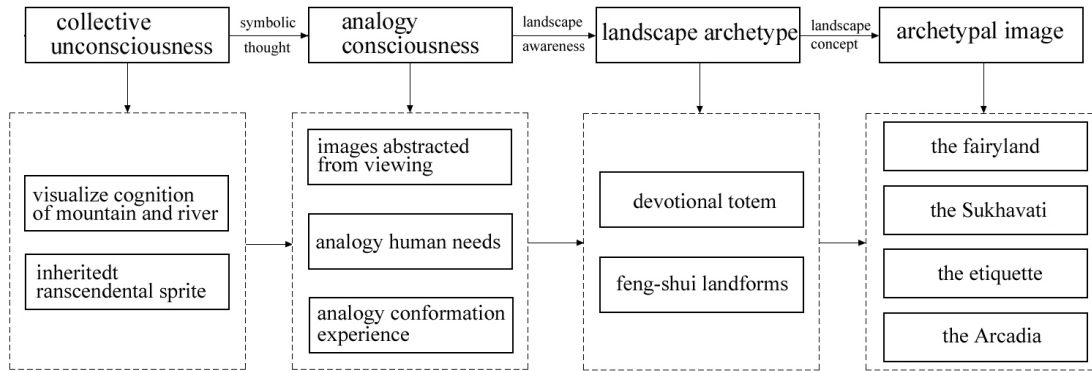 collective
unconsciousness
symbolic
thought
analogy
consciousness
landscape
awareness
landscape archetype
landscape
concept
archetypal image
visualize cognition
of mountain and river
inheritedt
ranscendental sprite
images abstracted
from viewing
analogy human needs
analogy conformation
experience
devotional totem
feng-shui landforms
the fairyland
the Sukhavati
the etiquette
the Arcadia